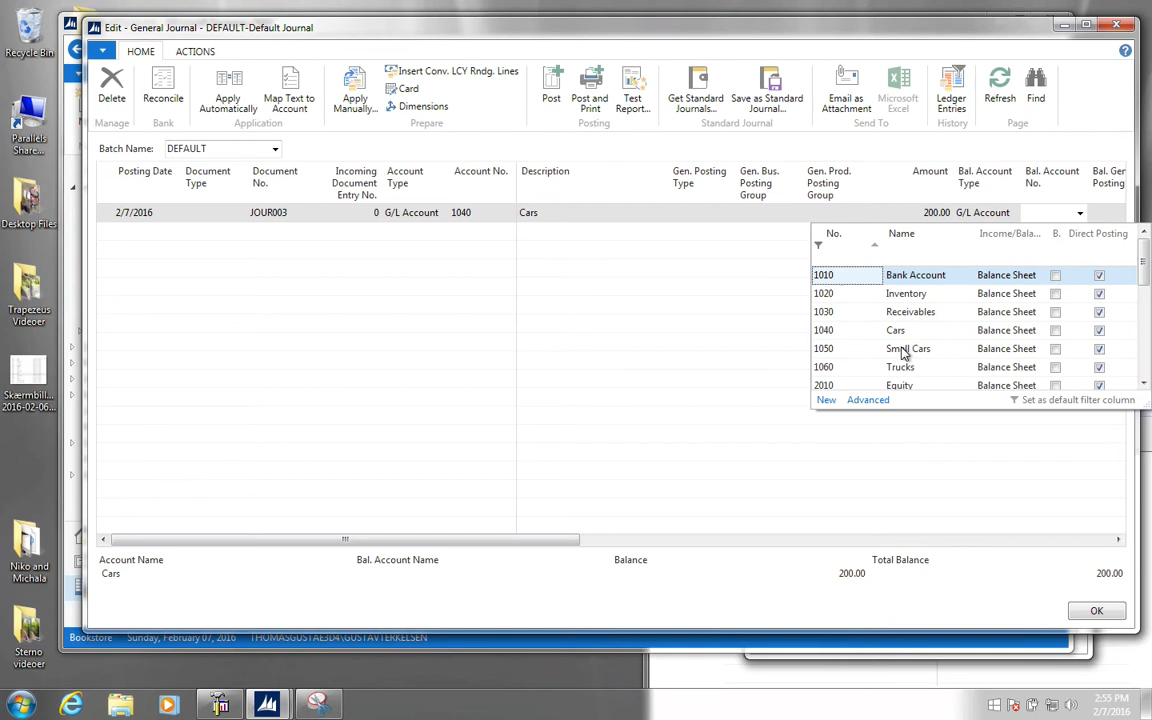 Recycle Bin
Parallels Share...
Desktop Files
Trapezeus Videoer
Skærmbill... 2016-02-06...
Niko and Michala
Sterno videoer
Edit - General Journal - DEFAULT-Default Journal
HOME ACTIONS
Delete
Reconcile
Apply Automatically...
Map Text to Account
Apply Manually...
Insert Conv. LCY Rndg. Lines
Card
Dimensions
Post
Post and Print
Test Report...
Get Standard Journals...
Save as Standard Journal...
Email as Attachment
Microsoft Excel
Ledger Entries
Refresh
Find
Manage Bank Application Prepare Posting Standard Journal Send To History Page
Batch Name: DEFAULT
Posting Date
Document Type
Document No.
Incoming Document Entry No.
Account Type
Account No.
Description
Gen. Posting Type
Gen. Bus. Posting Group
Gen. Prod. Posting Group
Amount
Bal. Account Type
Bal. Account No.
Bal. Gen Posting
2/7/2016 JOUR003 0 G/L Account 1040 Cars 200.00 G/L Account
No. Name Income/Bala... B. Direct Posting
1010 Bank Account Balance Sheet
1020 Inventory Balance Sheet
1030 Receivables Balance Sheet
1040 Cars Balance Sheet
1050 Small Cars Balance Sheet
1060 Trucks Balance Sheet
2010 Equity Balance Sheet
New Advanced Set as default filter column
Account Name Bal. Account Name Balance Total Balance
Cars 200.00 200.00
OK
Bookstore Sunday, February 07, 2016 THOMASGUSTAE3D4\GUSTAVTERKELSEN
2:55 PM
2/7/2016